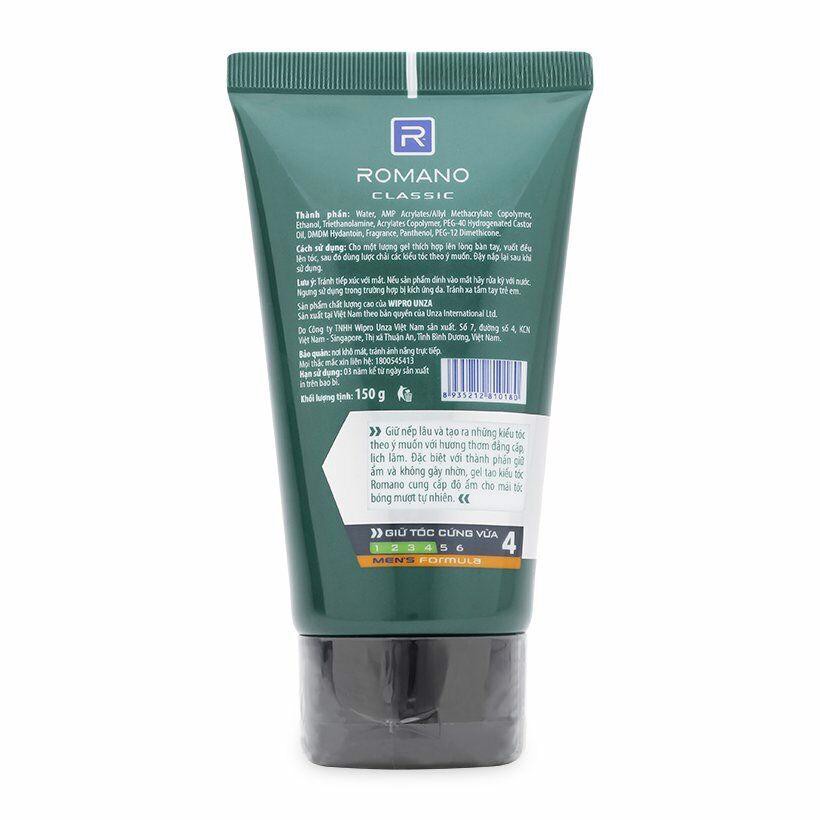 R
ROMANO
CLASSIC
Thành phần: Water, AMP Acrylates/Allyl Methacrylate Copolymer,
Ethanol, Triethanolamine, Acrylates Copolymer, PEG-40 Hydrogenated Castor
Oil, DMDM Hydantoin, Fragrance, Panthenol, PEG-12 Dimethicone.
Cách sử dụng: Cho một lượng gel thích hợp lên lòng bàn tay, vuốt đều
lên tóc, sau đó dùng lược chải các kiểu tóc theo ý muốn. Đậy nắp lại sau khi
sử dụng.
Lưu ý: Tránh tiếp xúc với mắt. Nếu sản phẩm dính vào mắt hãy rửa kỹ với nước.
Ngưng sử dụng trong trường hợp bị kích ứng da. Tránh xa tầm tay trẻ em.
Sản phẩm chất lượng cao của WIPRO UNZA
Sản xuất tại Việt Nam theo bản quyền của Unza International Ltd.
Do Công ty TNHH Wipro Unza Việt Nam sản xuất. Số 7, đường số 4, KCN
Việt Nam - Singapore, Thị xã Thuận An, Tỉnh Bình Dương, Việt Nam.
Bảo quản: nơi khô mát, tránh ánh nắng trực tiếp.
Mọi thắc mắc xin liên hệ: 1800545413
Hạn sử dụng: 03 năm kể từ ngày sản xuất
in trên bao bì.
Khối lượng tịnh: 150 g
8 935212 810180
Giữ nếp lâu và tạo ra những kiểu tóc
theo ý muốn với hương thơm đẳng cấp,
lịch lãm. Đặc biệt với thành phần giữ
ẩm và không gây nhờn, gel tạo kiểu tóc
Romano cung cấp độ ẩm cho mái tóc
bóng mượt tự nhiên.
GIỮ TÓC CỨNG VỪA 4
1 2 3 4 5 6
MEN'S FORMULA